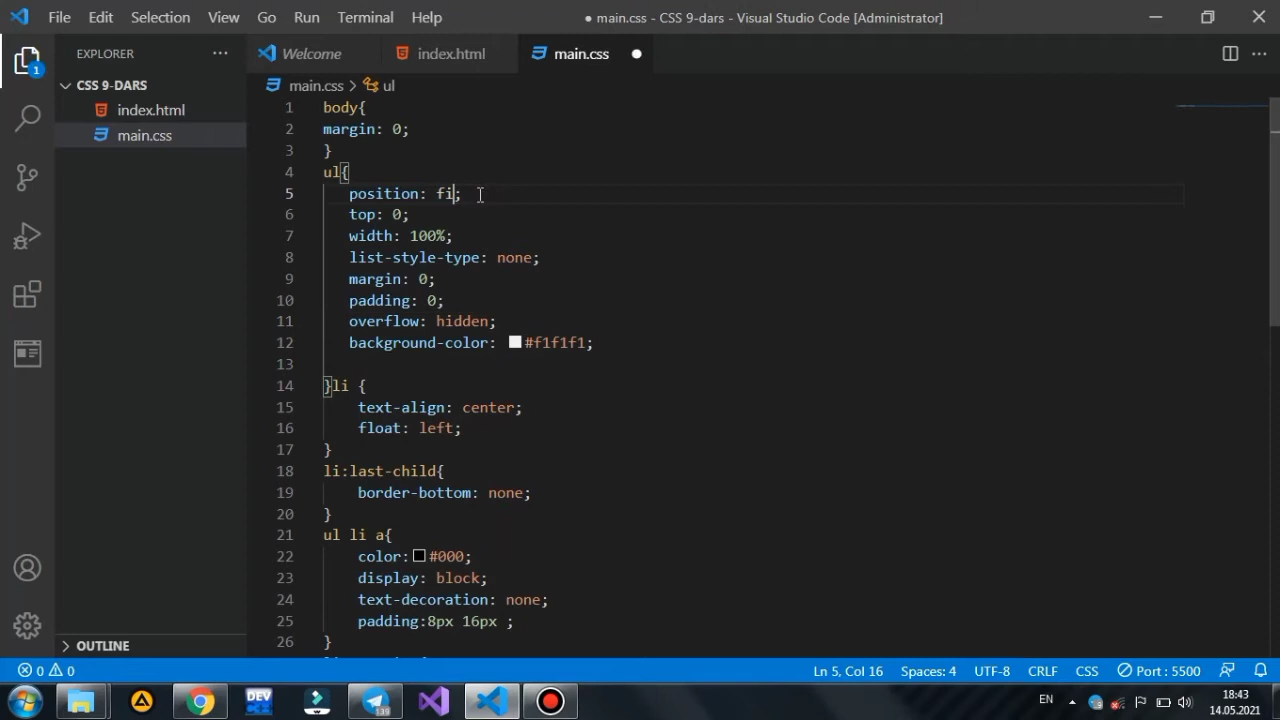 File Edit Selection View Go Run Terminal Help
● main.css - CSS 9-dars - Visual Studio Code [Administrator]
EXPLORER
Welcome
index.html
main.css
CSS 9-DARS
index.html
main.css
1
main.css > ul
1 body{
2 margin: 0;
3 }
4 ul{
5 position: fi;
6 top: 0;
7 width: 100%;
8 list-style-type: none;
9 margin: 0;
10 padding: 0;
11 overflow: hidden;
12 background-color: #f1f1f1;
13
14 }li {
15 text-align: center;
16 float: left;
17 }
18 li:last-child{
19 border-bottom: none;
20 }
21 ul li a{
22 color: #000;
23 display: block;
24 text-decoration: none;
25 padding:8px 16px ;
26 }
OUTLINE
0 0
Ln 5, Col 16 Spaces: 4 UTF-8 CRLF CSS Port : 5500
DEV
139
EN
18:43
14.05.2021